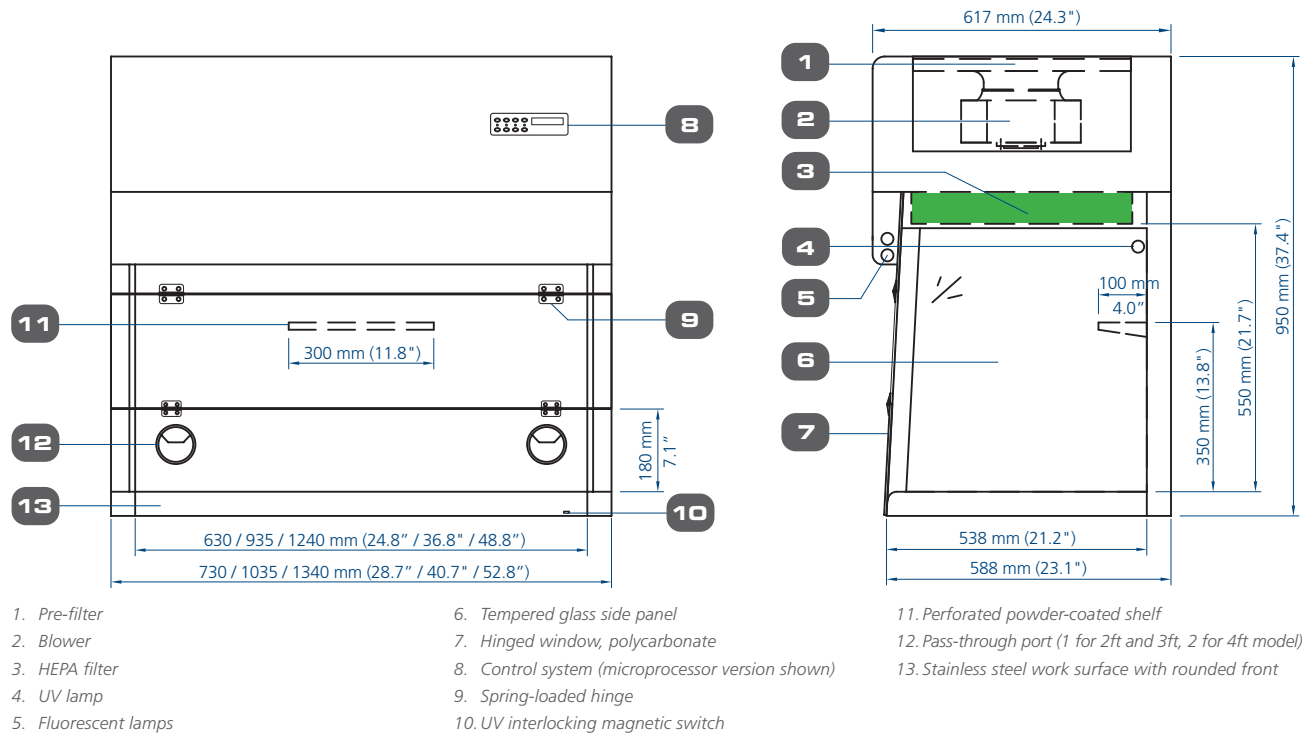 617 mm (24.3")
1
2
8
3
4
5
100 mm
4.0”
950 mm (37.4")
550 mm (21.7")
350 mm (13.8")
11
300 mm (11.8")
9
6
7
12
180 mm
7.1”
13
10
630 / 935 / 1240 mm (24.8” / 36.8" / 48.8”)
730 / 1035 / 1340 mm (28.7” / 40.7" / 52.8”)
538 mm (21.2")
588 mm (23.1")
1. Pre-filter
2. Blower
3. HEPA filter
4. UV lamp
5. Fluorescent lamps
6. Tempered glass side panel
7. Hinged window, polycarbonate
8. Control system (microprocessor version shown)
9. Spring-loaded hinge
10. UV interlocking magnetic switch
11. Perforated powder-coated shelf
12. Pass-through port (1 for 2ft and 3ft, 2 for 4ft model)
13. Stainless steel work surface with rounded front